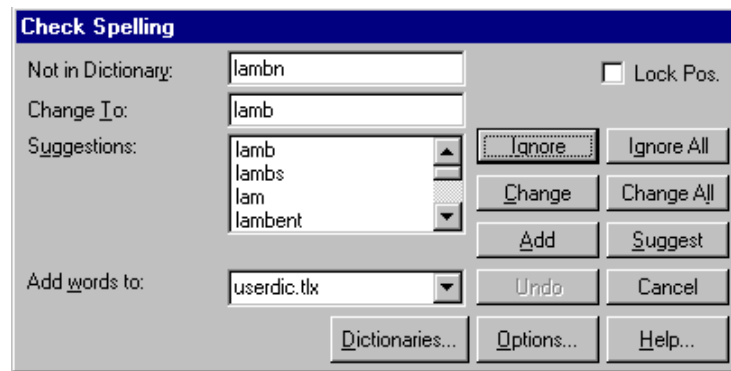 Check Spelling
Not in Dictionary: lambn Lock Pos.
Change To: lamb
Suggestions: lamb Ignore Ignore All
lambs
lam Change Change All
lambent
Add Suggest
Add words to: userdic.tlx Undo Cancel
Dictionaries... Options... Help...